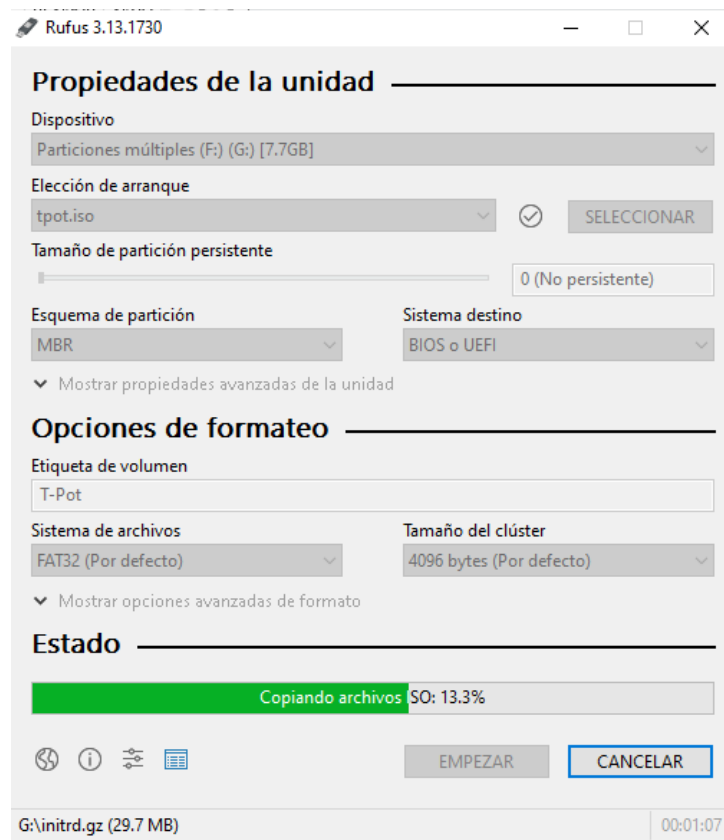 Rufus 3.13.1730
Propiedades de la unidad
Dispositivo
Particiones múltiples (F:) (G:) [7.7GB]
Elección de arranque
tpot.iso
SELECCIONAR
Tamaño de partición persistente
0 (No persistente)
Esquema de partición Sistema destino
MBR BIOS o UEFI
Mostrar propiedades avanzadas de la unidad
Opciones de formateo
Etiqueta de volumen
T-Pot
Sistema de archivos Tamaño del clúster
FAT32 (Por defecto) 4096 bytes (Por defecto)
Mostrar opciones avanzadas de formato
Estado
Copiando archivos ISO: 13.3%
EMPEZAR CANCELAR
G:\initrd.gz (29.7 MB) 00:01:07